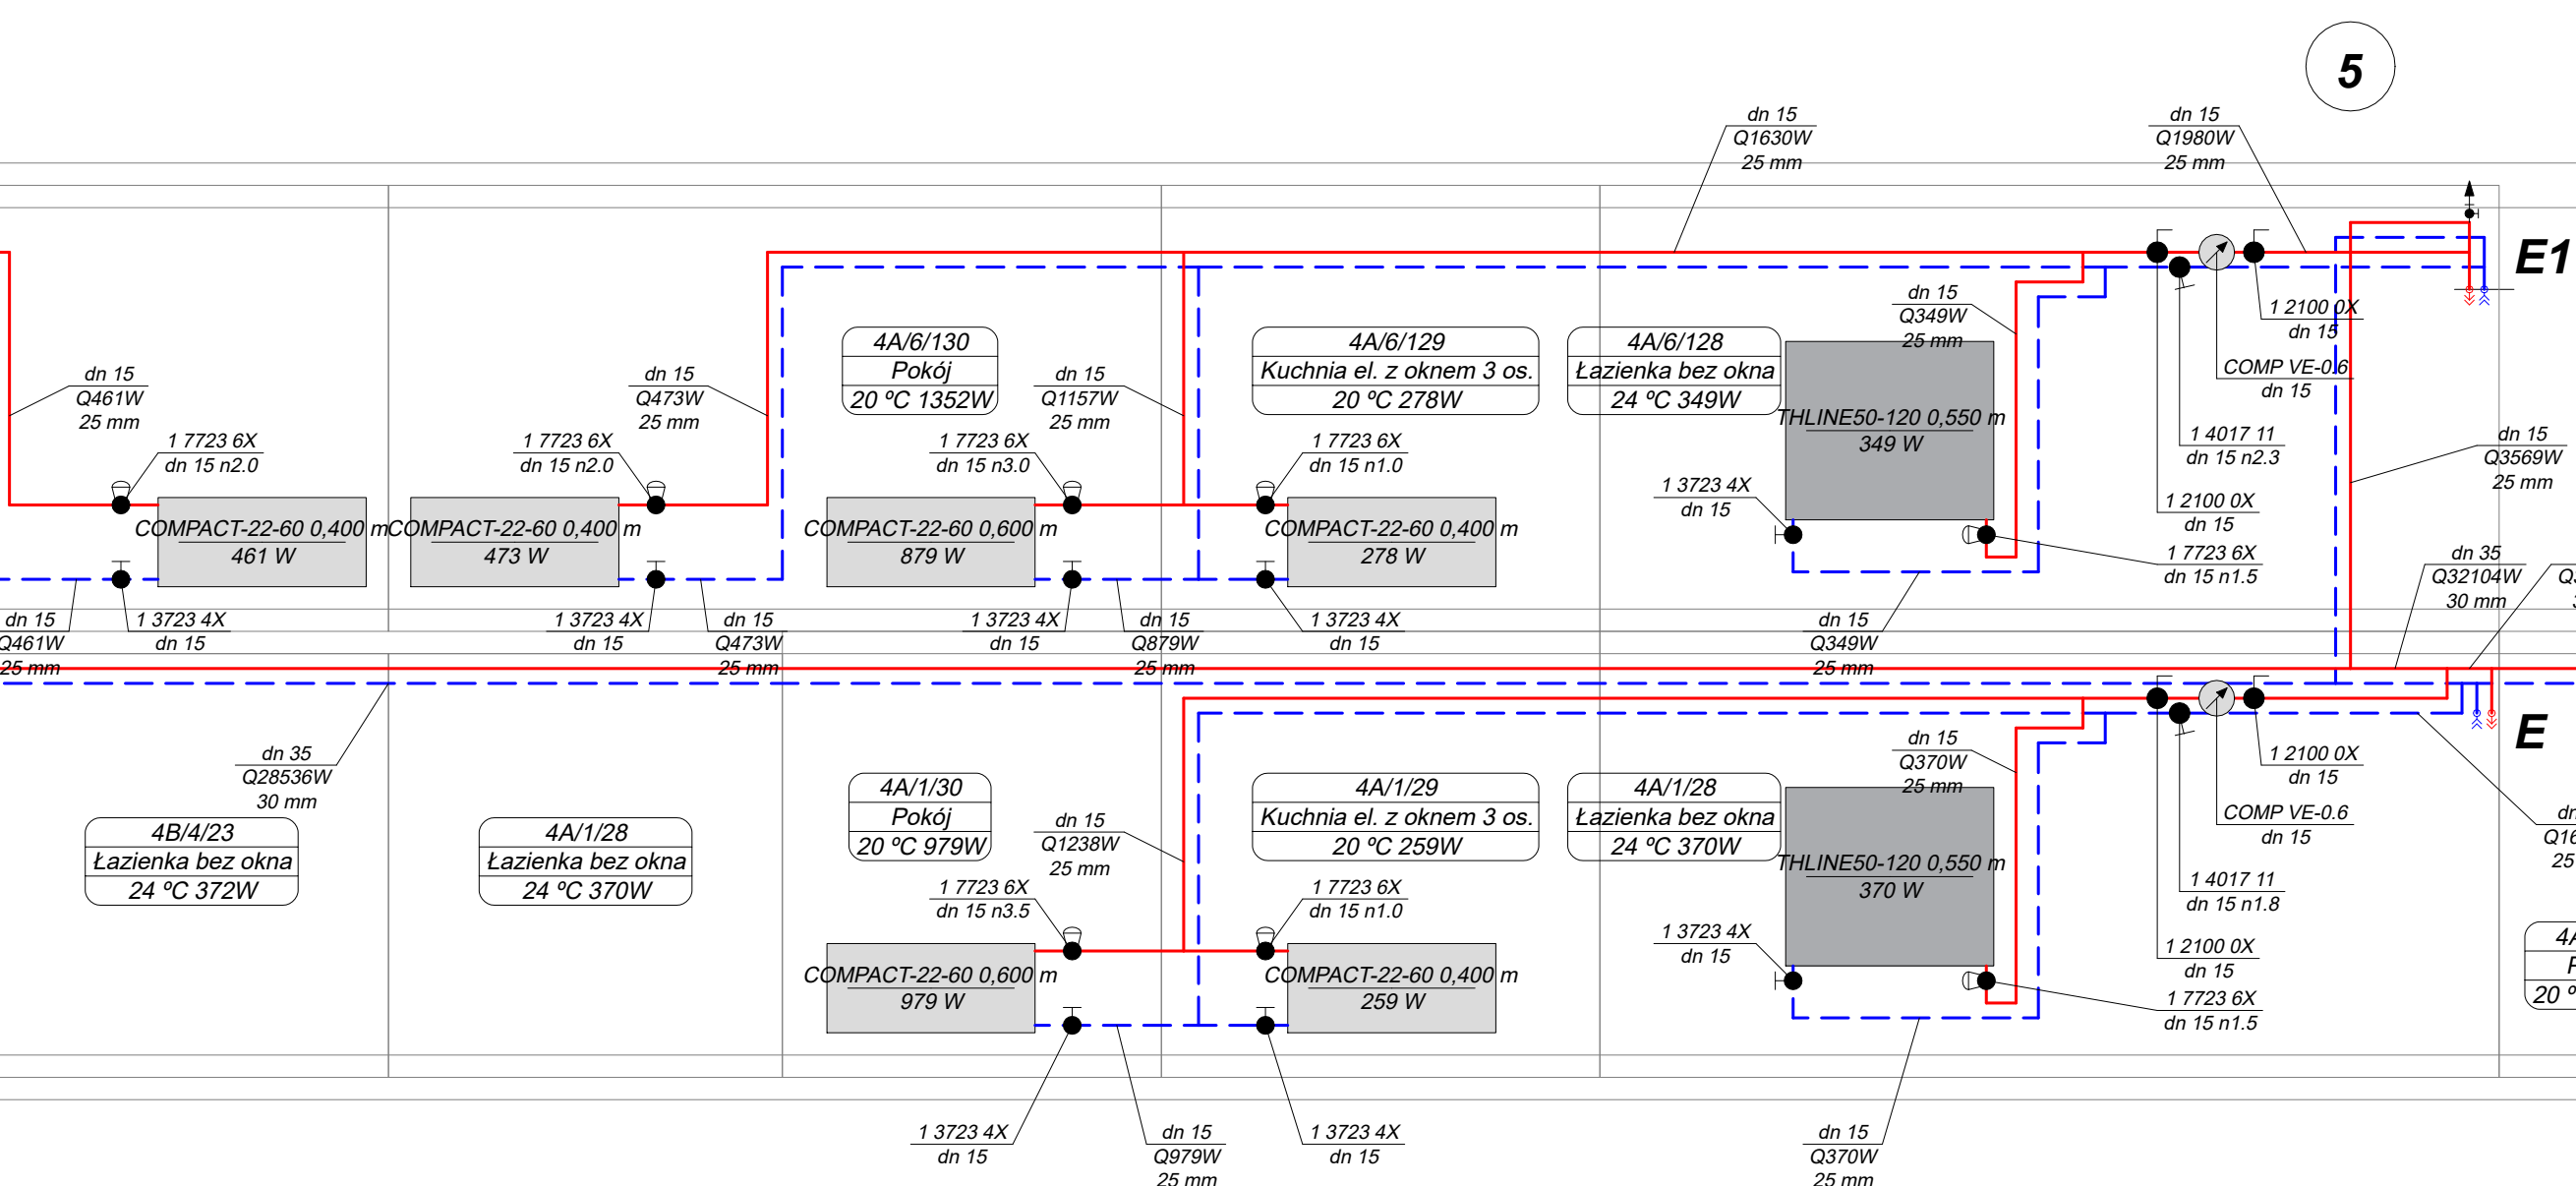 5
dn 15
Q1630W
25 mm
dn 15
Q1980W
25 mm
E1
dn 15
Q461W
25 mm
1 7723 6X
dn 15 n2.0
COMPACT-22-60 0,400 m
461 W
dn 15
Q461W
25 mm
1 3723 4X
dn 15
dn 15
Q473W
25 mm
1 7723 6X
dn 15 n2.0
COMPACT-22-60 0,400 m
473 W
1 3723 4X
dn 15
dn 15
Q473W
25 mm
4A/6/130
Pokój
20 ºC 1352W
dn 15
Q1157W
25 mm
1 7723 6X
dn 15 n3.0
COMPACT-22-60 0,600 m
879 W
1 3723 4X
dn 15
dn 15
Q879W
25 mm
4A/6/129
Kuchnia el. z oknem 3 os.
20 ºC 278W
1 7723 6X
dn 15 n1.0
COMPACT-22-60 0,400 m
278 W
1 3723 4X
dn 15
4A/6/128
Łazienka bez okna
24 ºC 349W
dn 15
Q349W
25 mm
THLINE50-120 0,550 m
349 W
1 3723 4X
dn 15
dn 15
Q349W
25 mm
1 2100 0X
dn 15
COMP VE-0.6
dn 15
1 4017 11
dn 15 n2.3
1 2100 0X
dn 15
1 7723 6X
dn 15 n1.5
dn 15
Q3569W
25 mm
dn 35
Q32104W
30 mm
E
dn 35
Q28536W
30 mm
4B/4/23
Łazienka bez okna
24 ºC 372W
4A/1/28
Łazienka bez okna
24 ºC 370W
4A/1/30
Pokój
20 ºC 979W
dn 15
Q1238W
25 mm
1 7723 6X
dn 15 n3.5
COMPACT-22-60 0,600 m
979 W
1 3723 4X
dn 15
dn 15
Q979W
25 mm
4A/1/29
Kuchnia el. z oknem 3 os.
20 ºC 259W
1 7723 6X
dn 15 n1.0
COMPACT-22-60 0,400 m
259 W
1 3723 4X
dn 15
4A/1/28
Łazienka bez okna
24 ºC 370W
dn 15
Q370W
25 mm
THLINE50-120 0,550 m
370 W
1 3723 4X
dn 15
dn 15
Q370W
25 mm
1 2100 0X
dn 15
COMP VE-0.6
dn 15
1 4017 11
dn 15 n1.8
1 2100 0X
dn 15
1 7723 6X
dn 15 n1.5
25
20 º